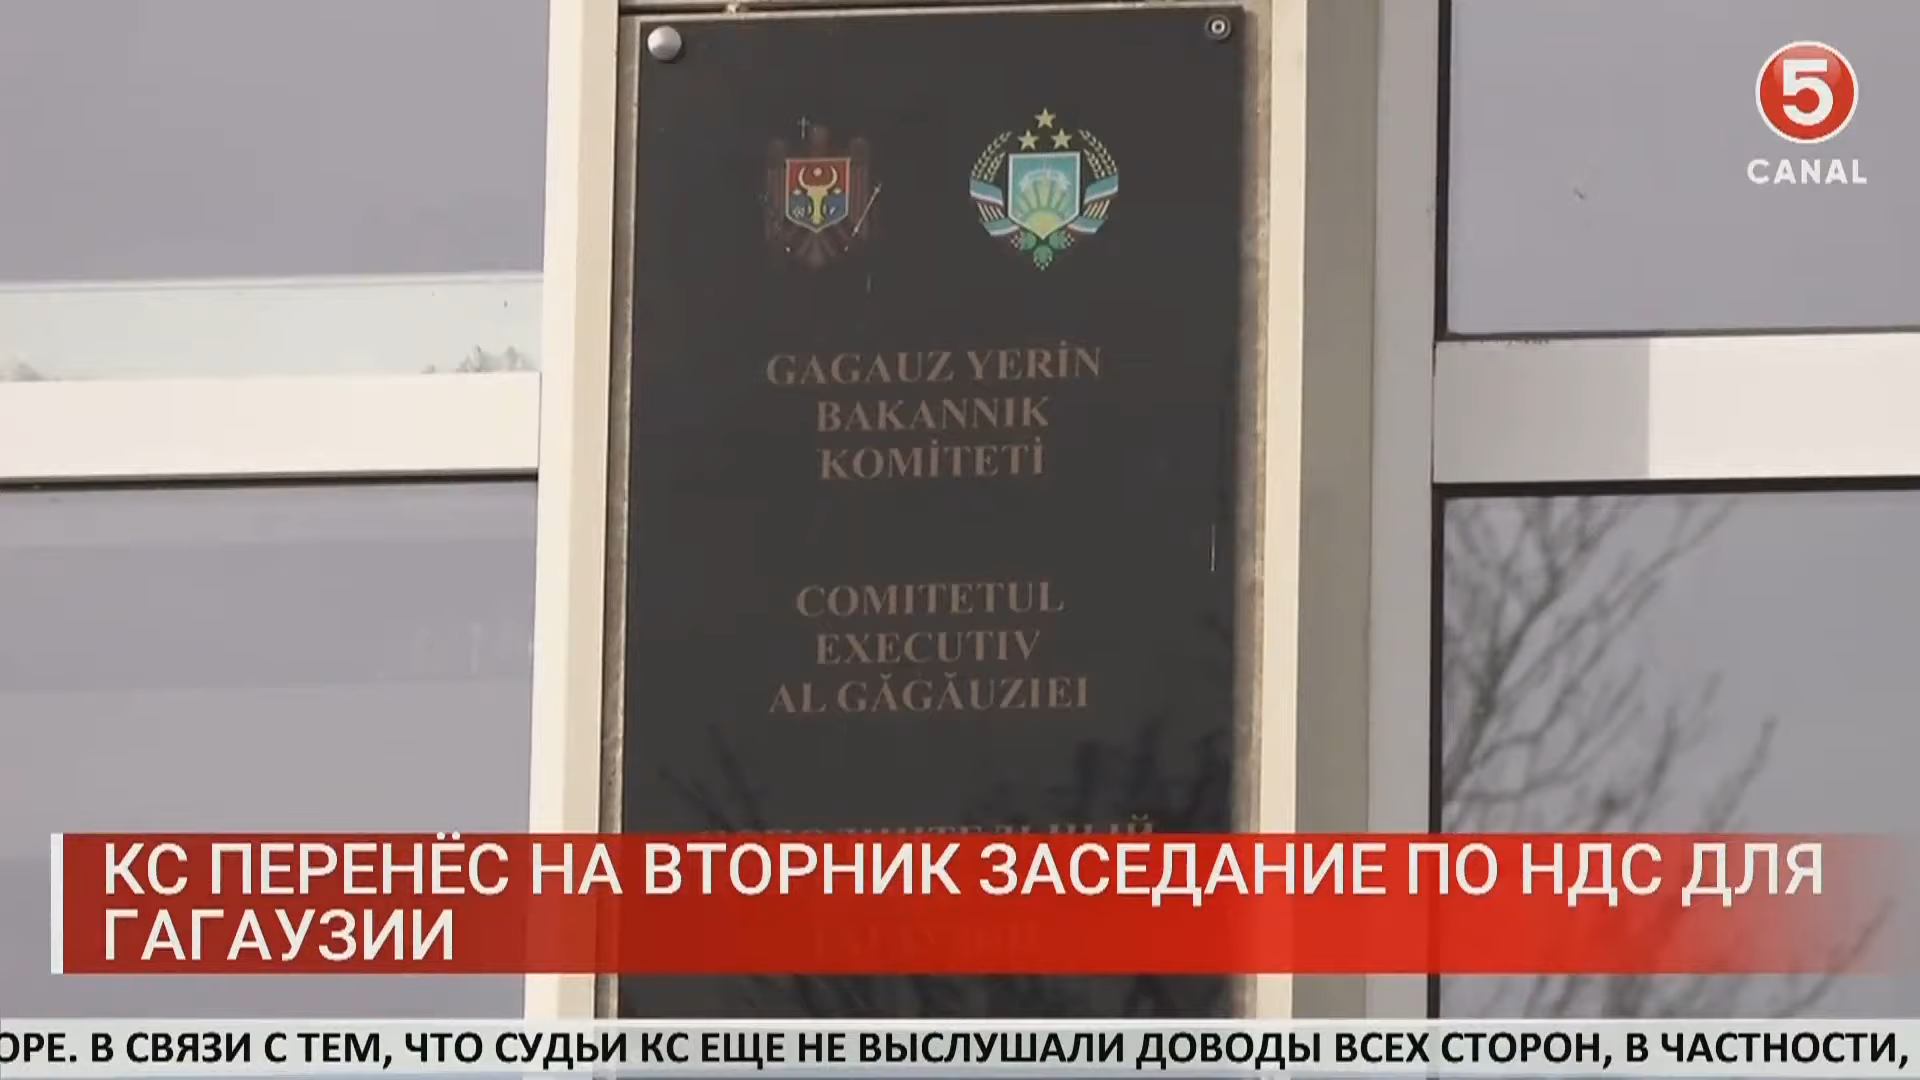 5
CANAL
GAGAUZ YERİN
BAKANNIK
KOMİTETİ
COMITETUL
EXECUTIV
AL GĂGĂUZIEI
КС ПЕРЕНЁС НА ВТОРНИК ЗАСЕДАНИЕ ПО НДС ДЛЯ
ГАГАУЗИИ
ОРЕ. В СВЯЗИ С ТЕМ, ЧТО СУДЬИ КС ЕЩЕ НЕ ВЫСЛУШАЛИ ДОВОДЫ ВСЕХ СТОРОН, В ЧАСТНОСТИ,